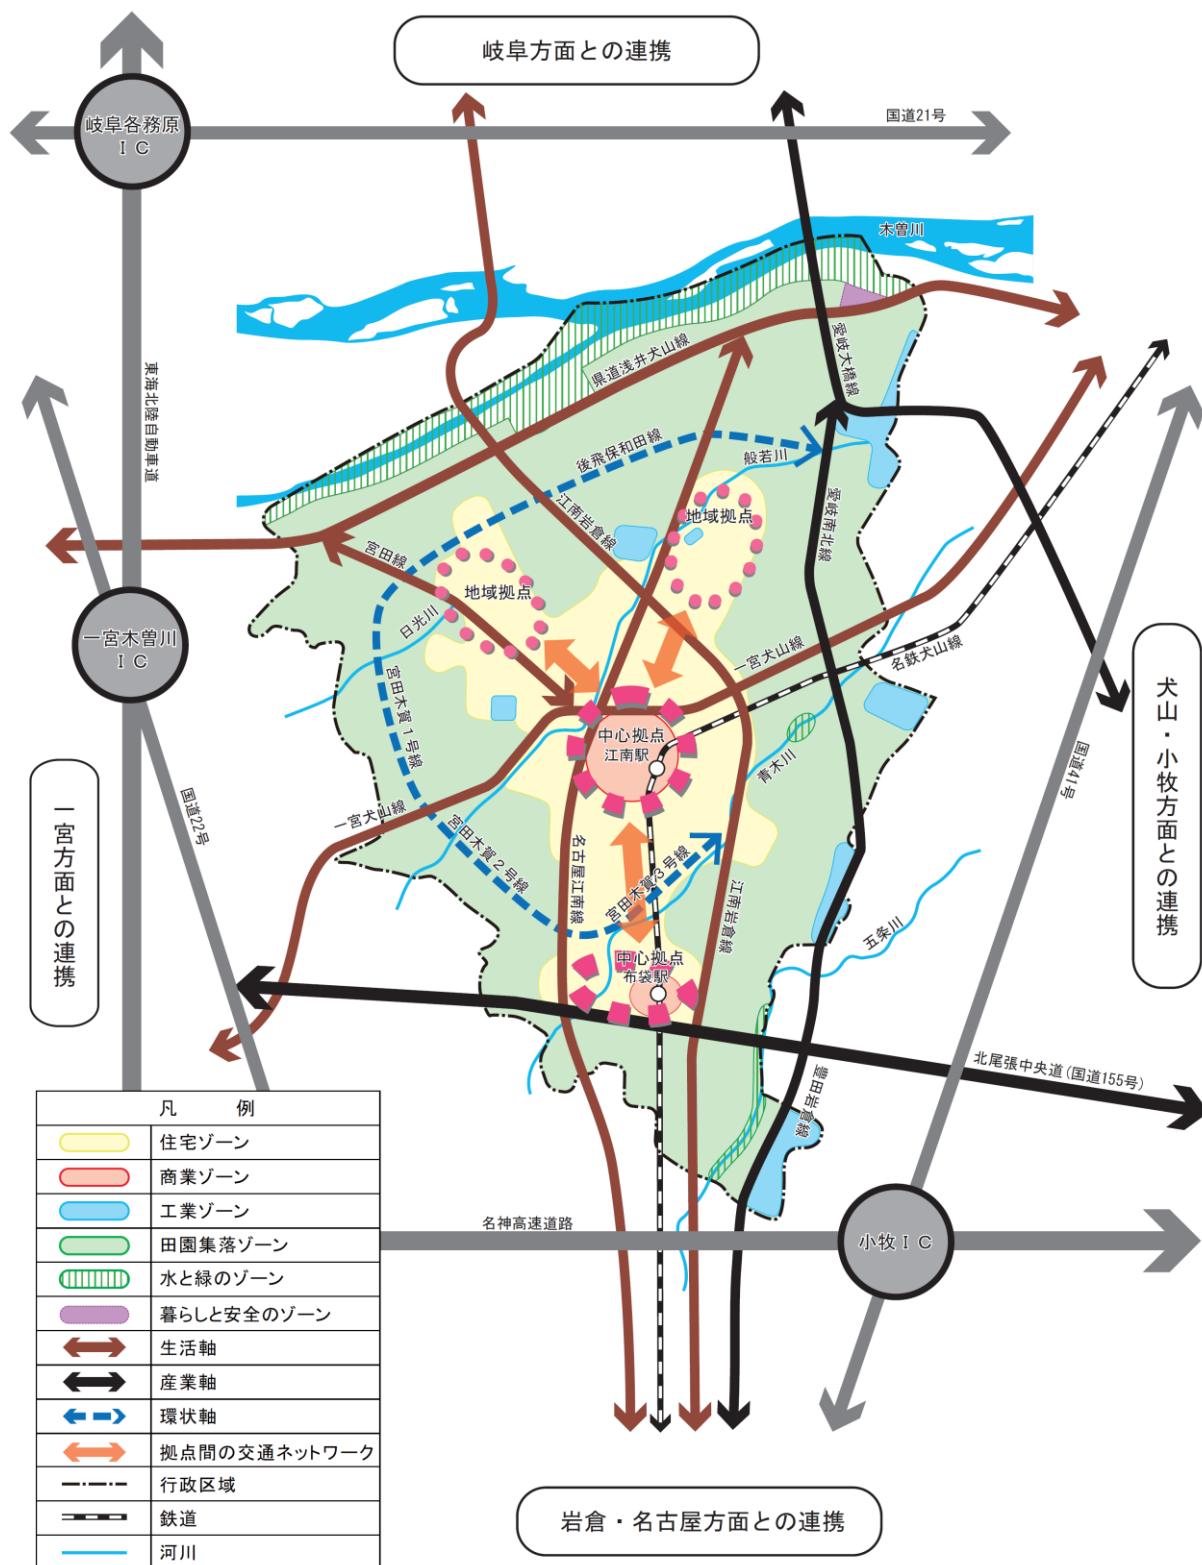 岐阜方面との連携
国道21号
岐阜各務原
ＩＣ
木曽川
東海北陸自動車道
愛岐大橋線
県道浅井犬山線
後飛保和田線
般若川
江南岩倉線
愛岐南北線
地域拠点
宮田線
地域拠点
日光川
一宮木曽川
ＩＣ
一宮犬山線
名鉄犬山線
犬山・小牧方面との連携
宮田木賀１号線
中心拠点
江南駅
青木川
国道41号
一宮方面との連携
国道22号
一宮犬山線
宮田木賀２号線
名古屋江南線
宮田木賀３号線
江南岩倉線
五条川
中心拠点
布袋駅
北尾張中央道(国道155号)
豊田岩倉線
名神高速道路
小牧ＩＣ
凡　例
住宅ゾーン
商業ゾーン
工業ゾーン
田園集落ゾーン
水と緑のゾーン
暮らしと安全のゾーン
生活軸
産業軸
環状軸
拠点間の交通ネットワーク
行政区域
鉄道
河川
岩倉・名古屋方面との連携